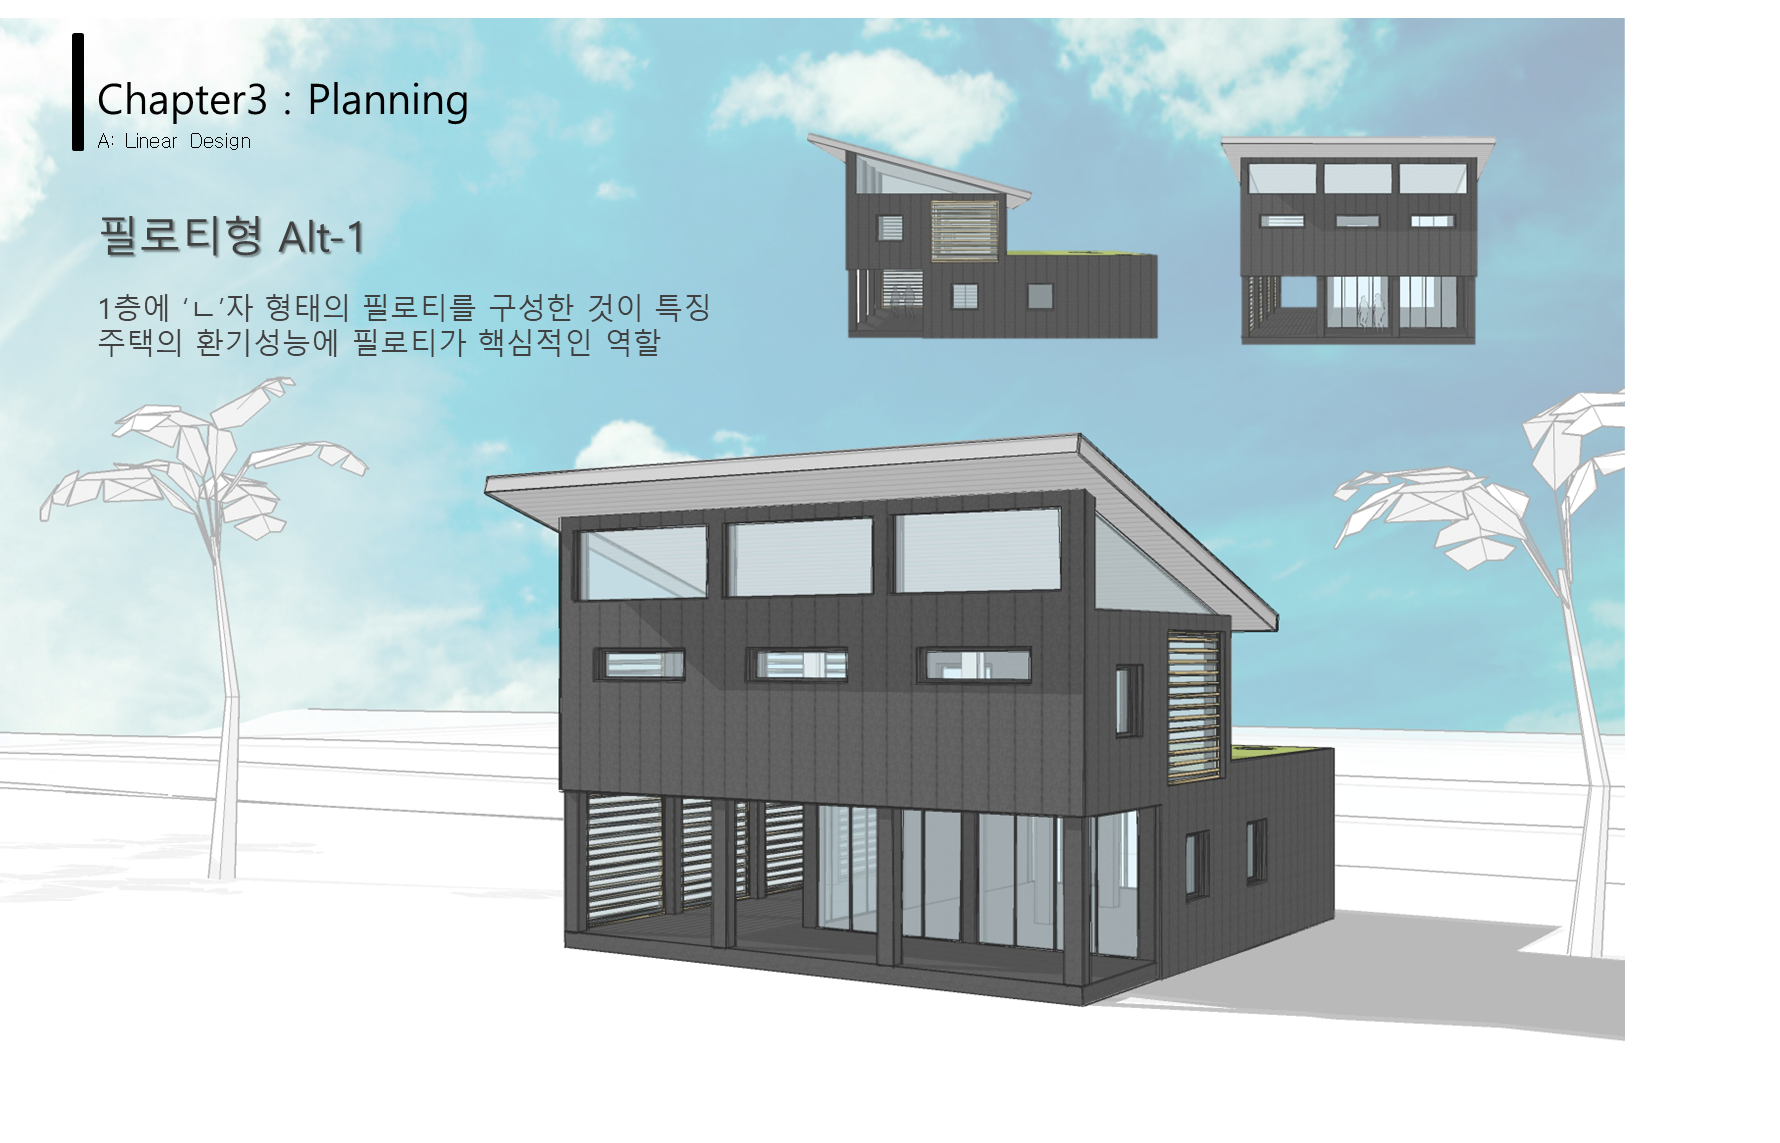 Chapter3 : Planning
A: Linear Design
필로티형 Alt-1
1층에 ‘ㄴ’자 형태의 필로티를 구성한 것이 특징
주택의 환기성능에 필로티가 핵심적인 역할